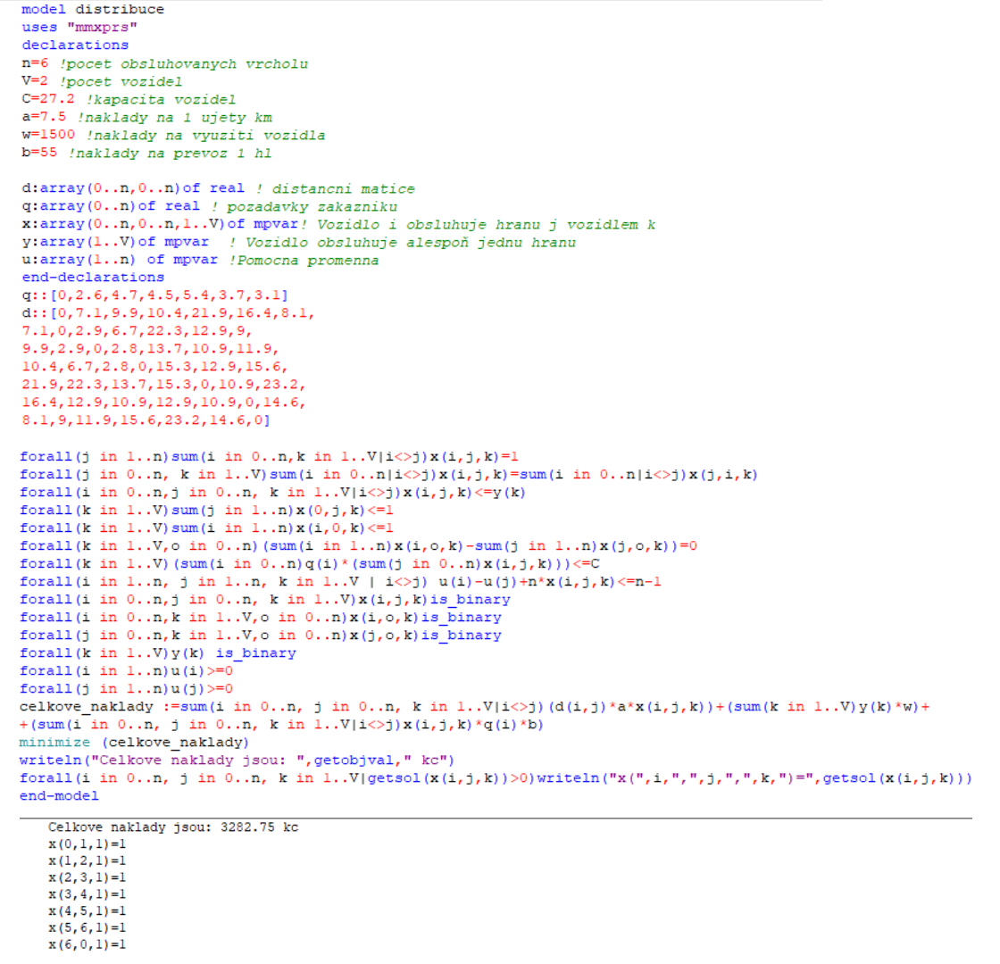 model distribuce
uses "mmxprs"
declarations
n=6 !pocet obsluhovanych vrcholu
V=2 !pocet vozidel
C=27.2 !kapacita vozidel
a=7.5 !naklady na 1 ujety km
w=1500 !naklady na vyuziti vozidla
b=55 !naklady na prevoz 1 hl
d:array(0..n,0..n)of real ! distancni matice
q:array(0..n)of real ! pozadavky zakazniku
x:array(0..n,0..n,1..V)of mpvar! Vozidlo i obsluhuje hranu j vozidlem k
y:array(1..V)of mpvar  ! Vozidlo obsluhuje alespoň jednu hranu
u:array(1..n) of mpvar !Pomocna promenna
end-declarations
q::[0,2.6,4.7,4.5,5.4,3.7,3.1]
d::[0,7.1,9.9,10.4,21.9,16.4,8.1,
7.1,0,2.9,6.7,22.3,12.9,9,
9.9,2.9,0,2.8,13.7,10.9,11.9,
10.4,6.7,2.8,0,15.3,12.9,15.6,
21.9,22.3,13.7,15.3,0,10.9,23.2,
16.4,12.9,10.9,12.9,10.9,0,14.6,
8.1,9,11.9,15.6,23.2,14.6,0]
forall(j in 1..n)sum(i in 0..n,k in 1..V|i<>j)x(i,j,k)=1
forall(j in 0..n, k in 1..V)sum(i in 0..n|i<>j)x(i,j,k)=sum(i in 0..n|i<>j)x(j,i,k)
forall(i in 0..n,j in 0..n, k in 1..V|i<>j)x(i,j,k)<=y(k)
forall(k in 1..V)sum(j in 1..n)x(0,j,k)<=1
forall(k in 1..V)sum(i in 1..n)x(i,0,k)<=1
forall(k in 1..V,o in 0..n)(sum(i in 1..n)x(i,o,k)-sum(j in 1..n)x(j,o,k))=0
forall(k in 1..V)(sum(i in 0..n)q(i)*(sum(j in 0..n)x(i,j,k)))<=C
forall(i in 1..n, j in 1..n, k in 1..V | i<>j) u(i)-u(j)+n*x(i,j,k)<=n-1
forall(i in 0..n,j in 0..n, k in 1..V)x(i,j,k)is_binary
forall(i in 0..n,k in 1..V,o in 0..n)x(i,o,k)is_binary
forall(j in 0..n,k in 1..V,o in 0..n)x(j,o,k)is_binary
forall(k in 1..V)y(k) is_binary
forall(i in 1..n)u(i)>=0
forall(j in 1..n)u(j)>=0
celkove_naklady :=sum(i in 0..n, j in 0..n, k in 1..V|i<>j)(d(i,j)*a*x(i,j,k))+(sum(k in 1..V)y(k)*w)+
+(sum(i in 0..n, j in 0..n, k in 1..V|i<>j)x(i,j,k)*q(i)*b)
minimize (celkove_naklady)
writeln("Celkove naklady jsou: ",getobjval," kc")
forall(i in 0..n, j in 0..n, k in 1..V|getsol(x(i,j,k))>0)writeln("x(",i,",",j,",",k,")=",getsol(x(i,j,k)))
end-model
Celkove naklady jsou: 3282.75 kc
x(0,1,1)=1
x(1,2,1)=1
x(2,3,1)=1
x(3,4,1)=1
x(4,5,1)=1
x(5,6,1)=1
x(6,0,1)=1